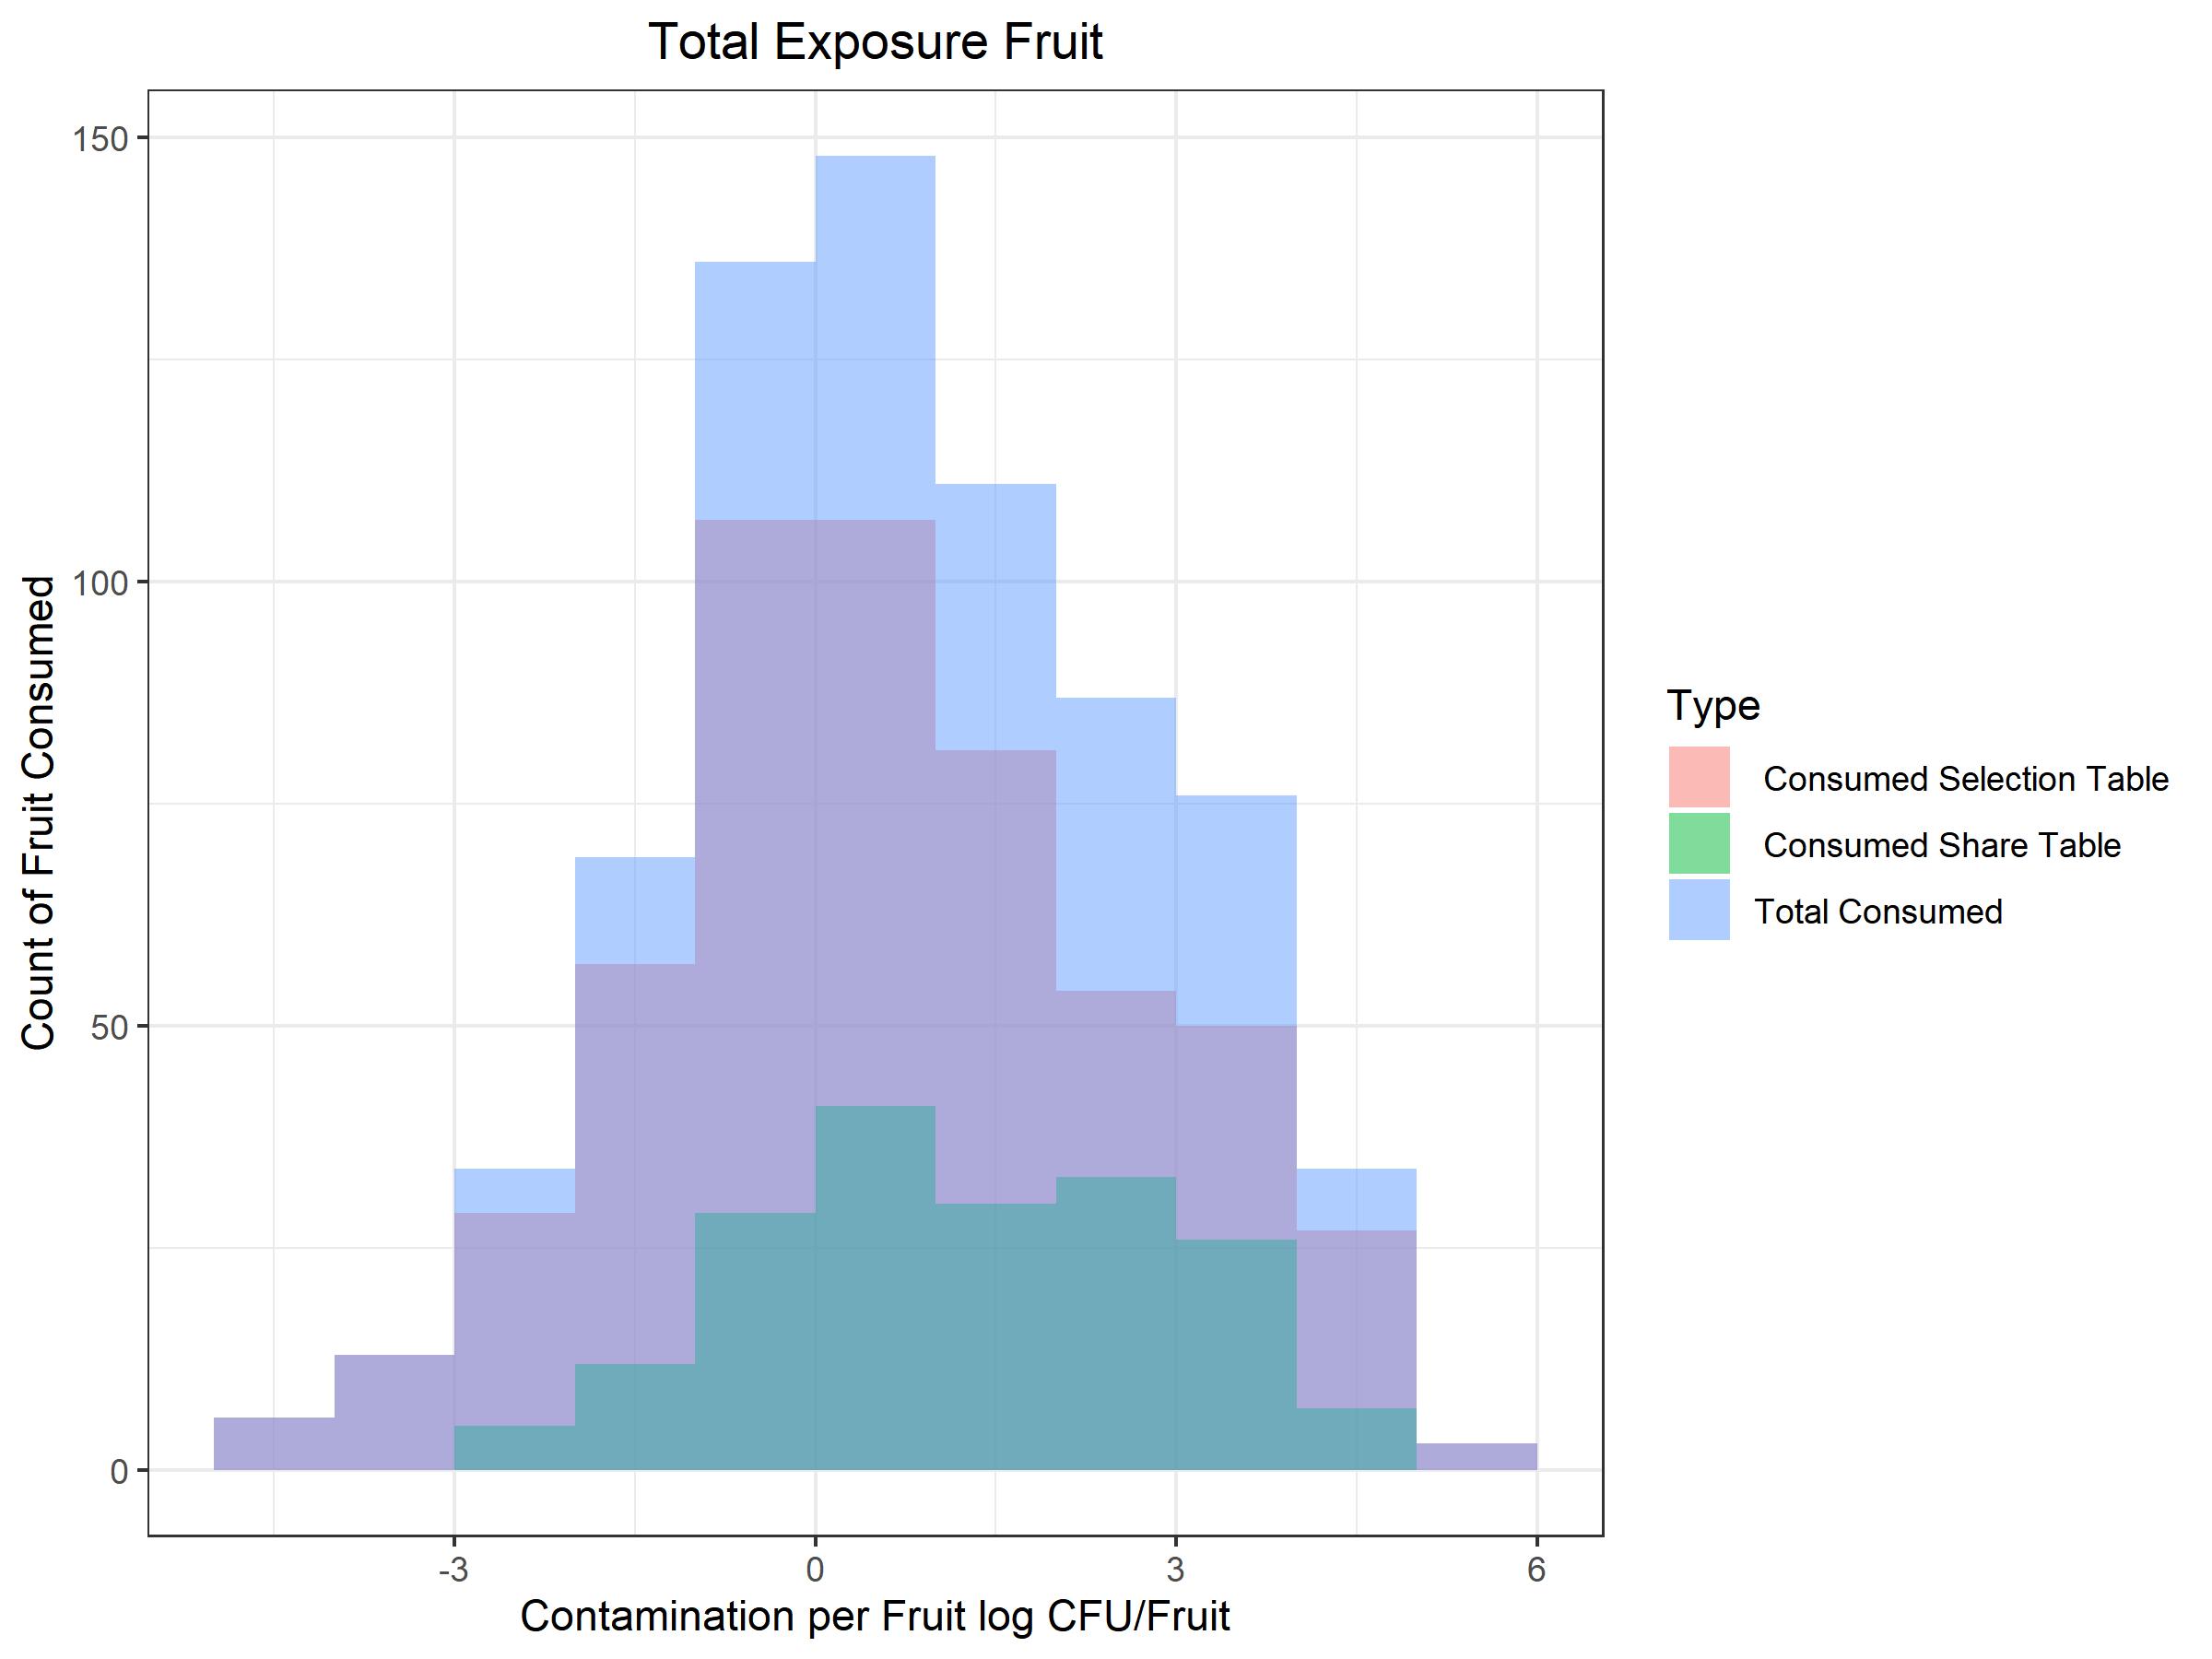 Total Exposure Fruit
150
100
50
0
Count of Fruit Consumed
-3
0
3
6
Contamination per Fruit log CFU/Fruit
Type
Consumed Selection Table
Consumed Share Table
Total Consumed